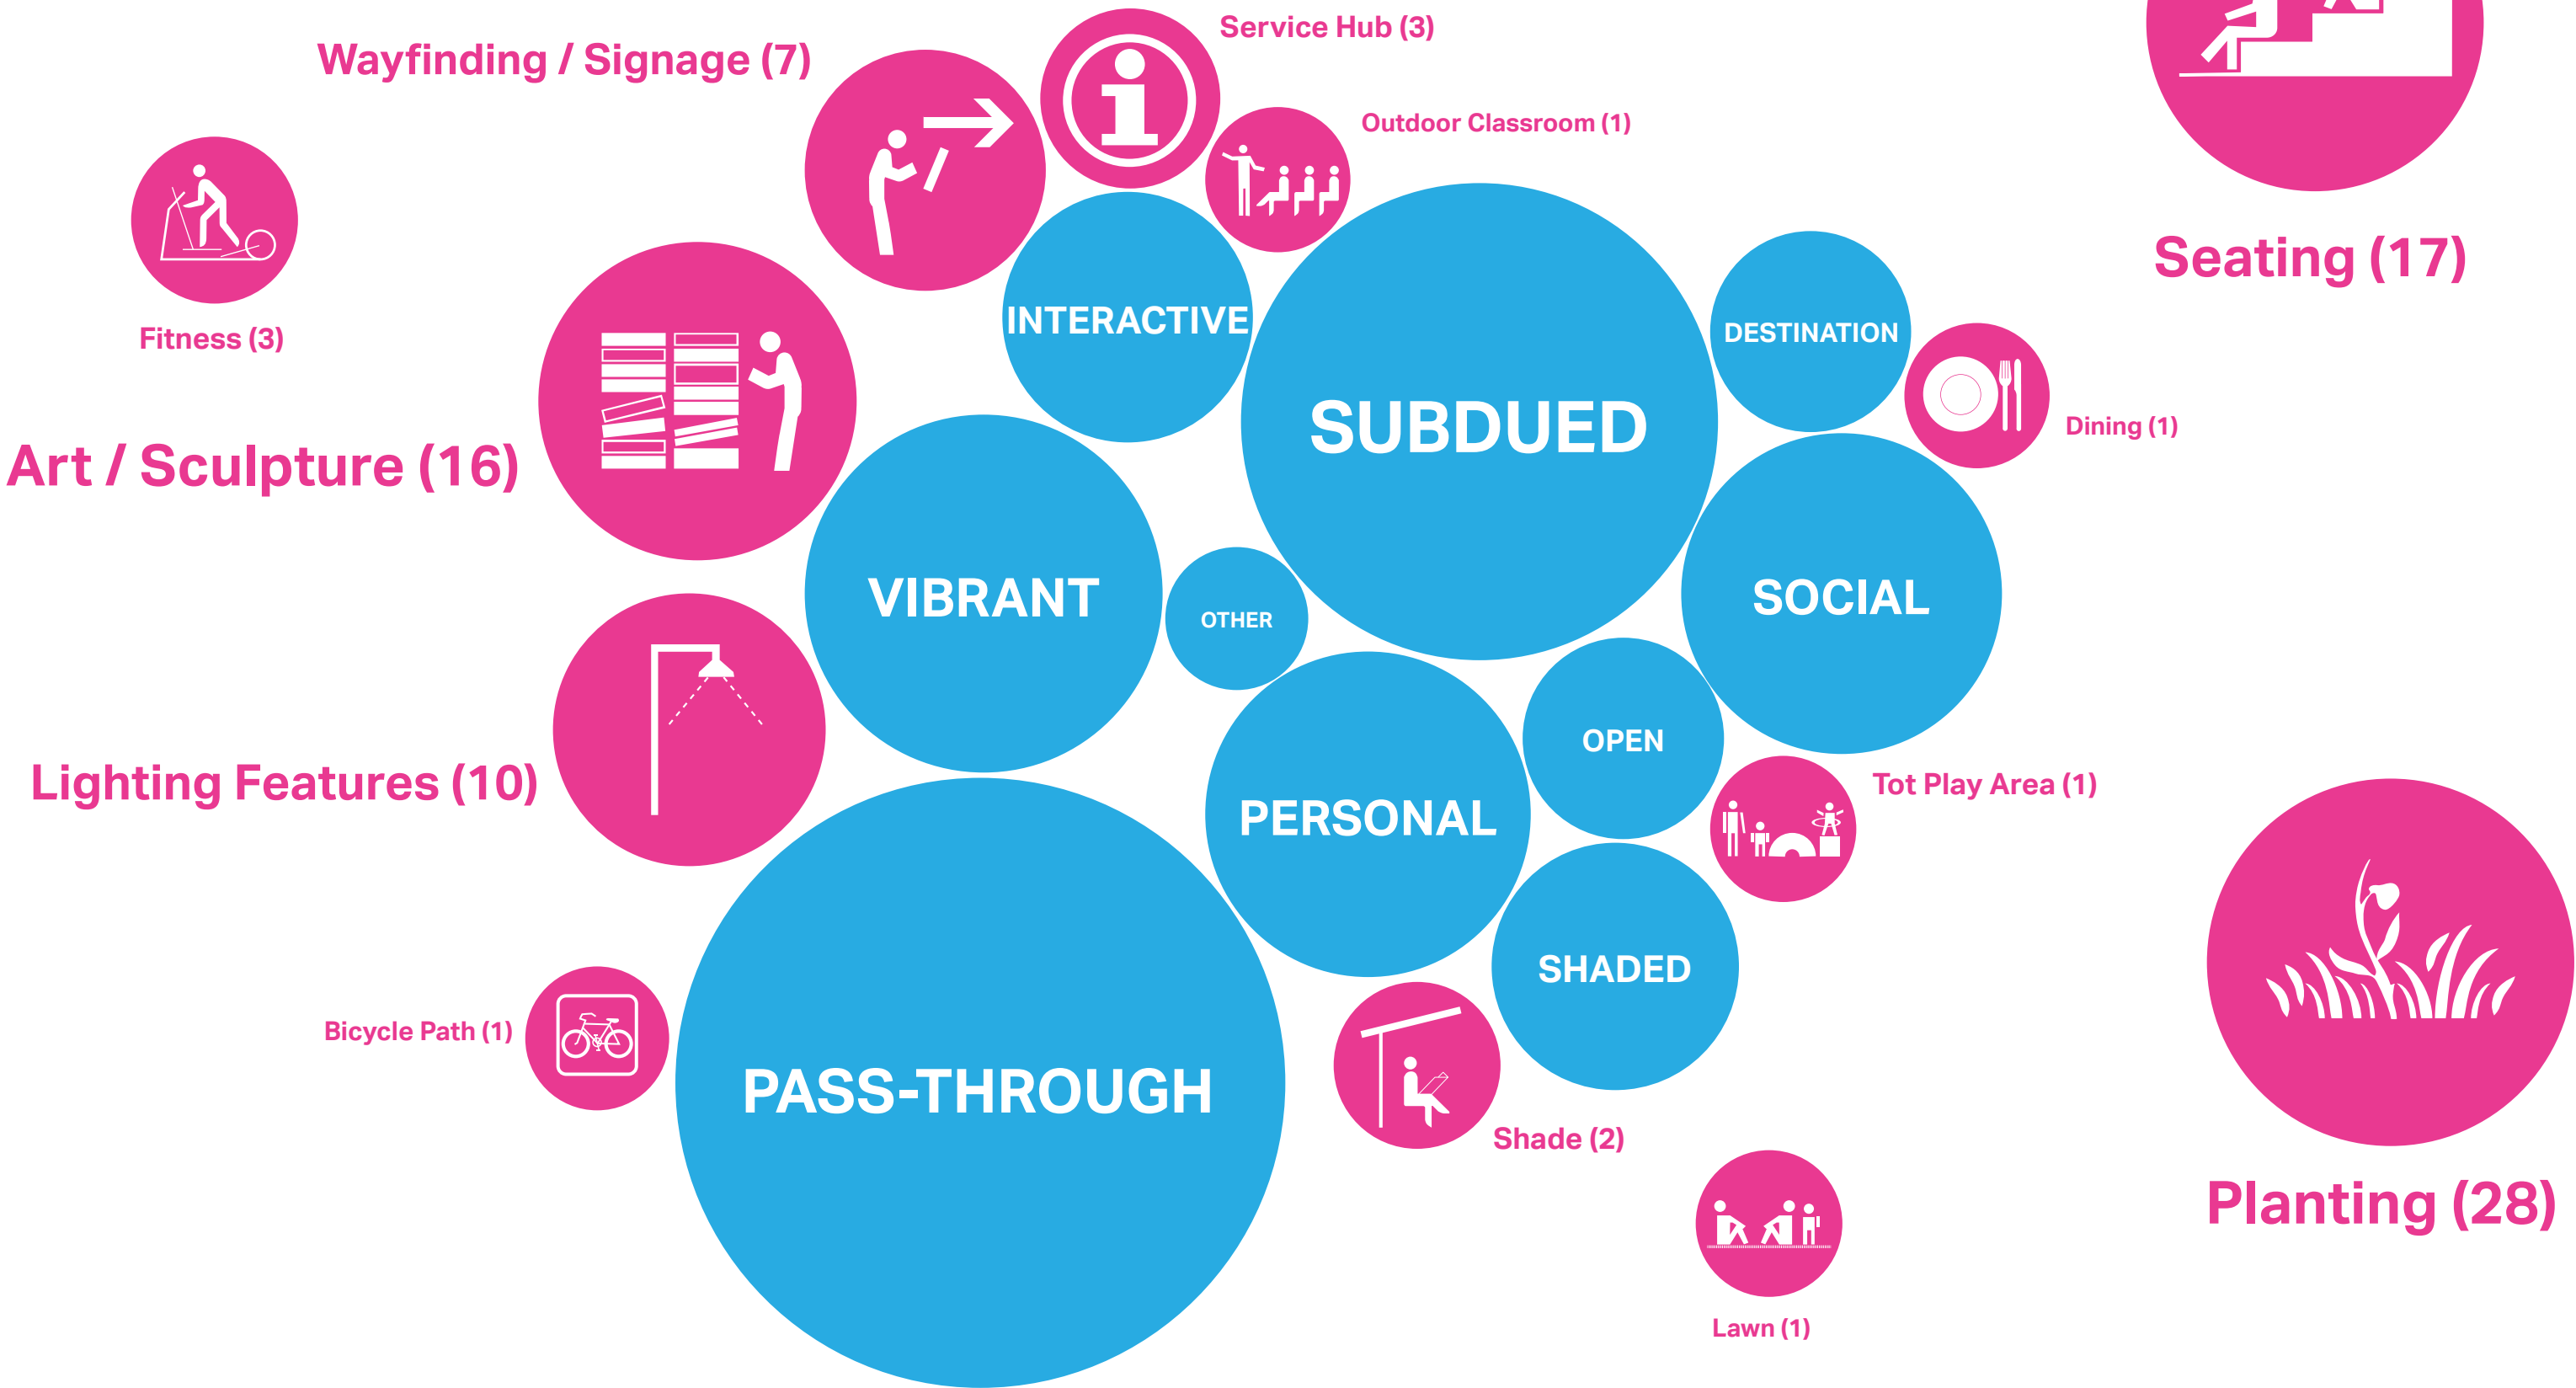 Service Hub (3)
Wayfinding / Signage (7)
Outdoor Classroom (1)
Seating (17)
INTERACTIVE
DESTINATION
Fitness (3)
SUBDUED
Dining (1)
Art / Sculpture (16)
VIBRANT
SOCIAL
OTHER
OPEN
Lighting Features (10)
Tot Play Area (1)
PERSONAL
SHADED
Bicycle Path (1)
PASS-THROUGH
Shade (2)
Planting (28)
Lawn (1)